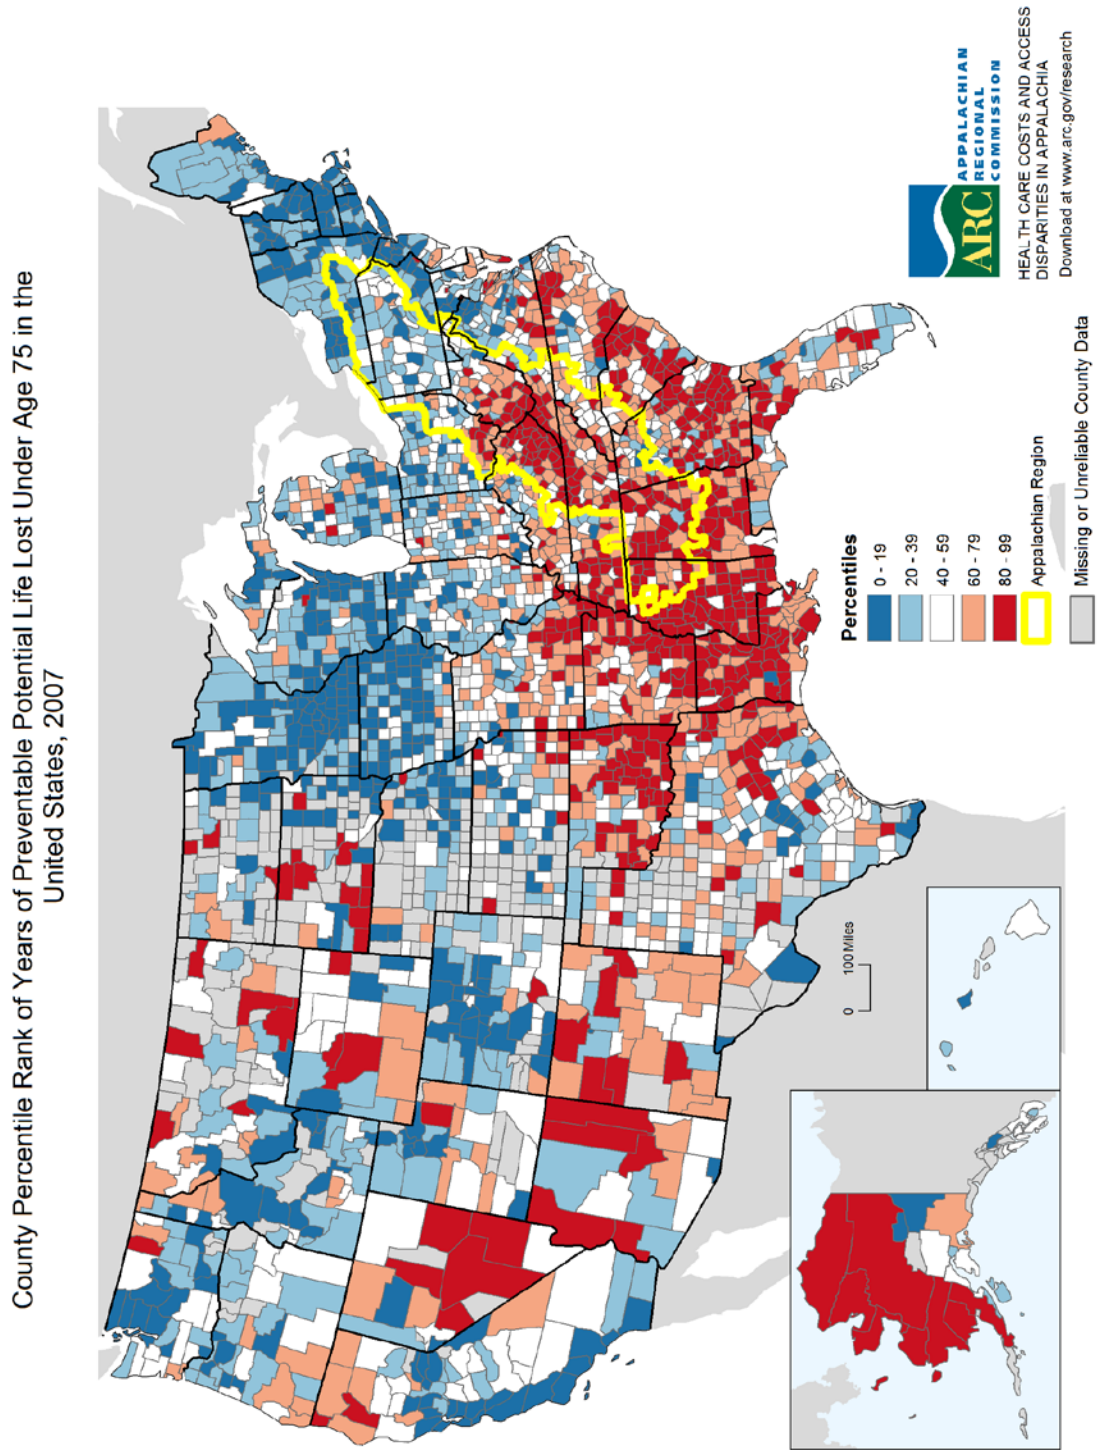 County Percentile Rank of Years of Preventable Potential Life Lost Under Age 75 in the
United States, 2007
Percentiles
0 - 19
20 - 39
40 - 59
60 - 79
80 - 99
Appalachian Region
Missing or Unreliable County Data
0 100 Miles
ARC
APPALACHIAN
REGIONAL
COMMISSION
HEALTH CARE COSTS AND ACCESS
DISPARITIES IN APPALACHIA
Download at www.arc.gov/research